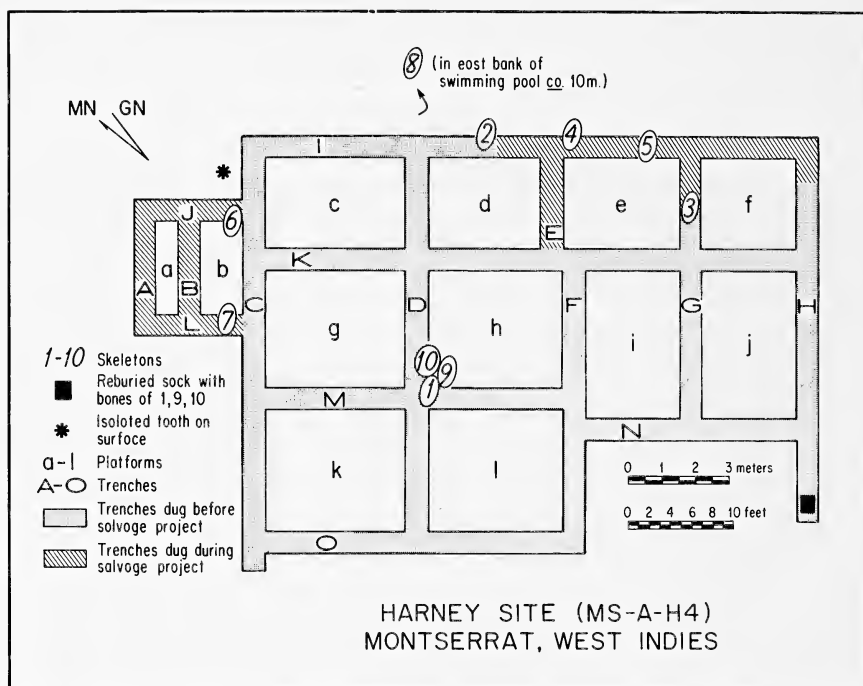 8 (in east bank of
swimming pool ca. 10m.)
MN GN
2 4 5
I
c d e f
3
J 6
E
a b
K
A B C D F G H
g h i j
L 7
10 9
1
M
N
k l
O
1-10 Skeletons
Reburied sock with
bones of 1,9,10
Isolated tooth on
surface
a-l Platforms
A-O Trenches
Trenches dug before
salvage project
Trenches dug during
salvage project
0 1 2 3 meters
0 2 4 6 8 10 feet
HARNEY SITE (MS-A-H4)
MONTSERRAT, WEST INDIES